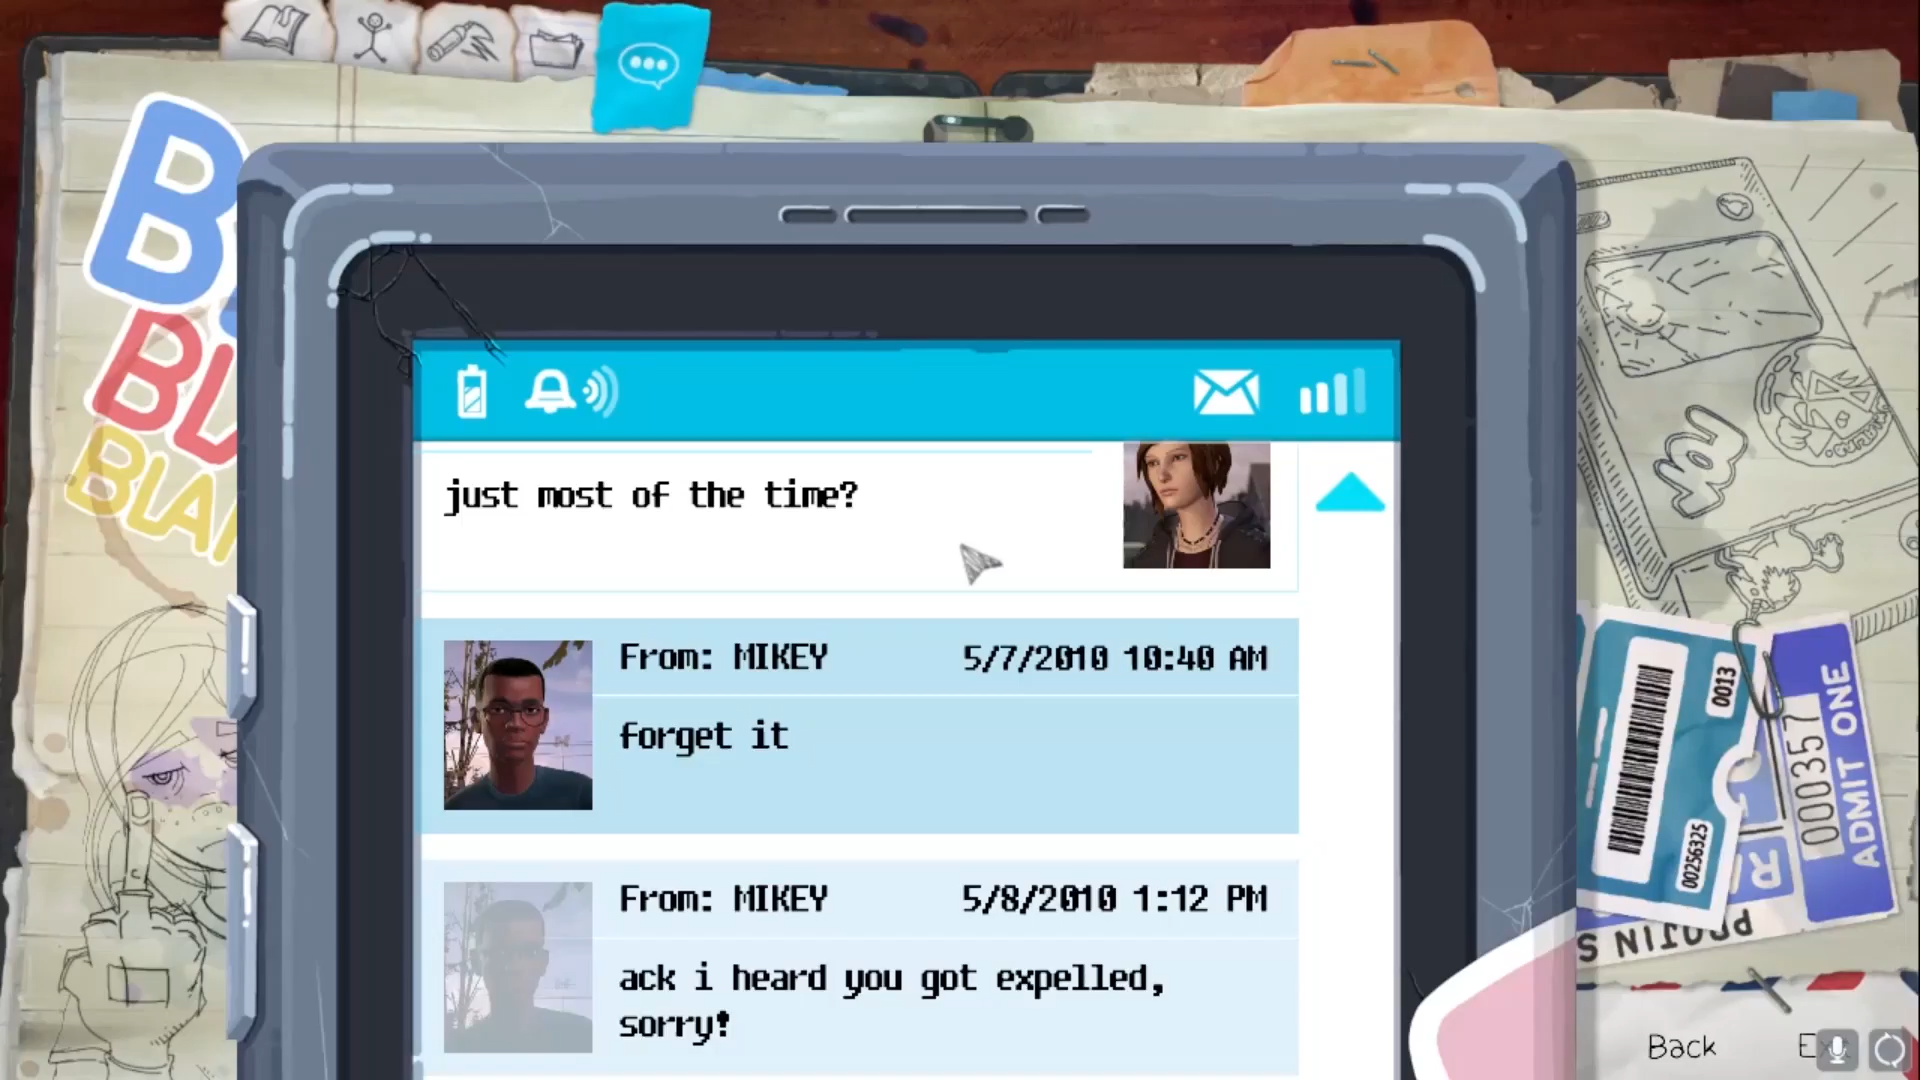 just most of the time?
From: MIKEY 5/7/2010 10:40 AM
forget it
From: MIKEY 5/8/2010 1:12 PM
ack i heard you got expelled,
sorry!
0013
00256325
000357
ADMIT ONE
Back